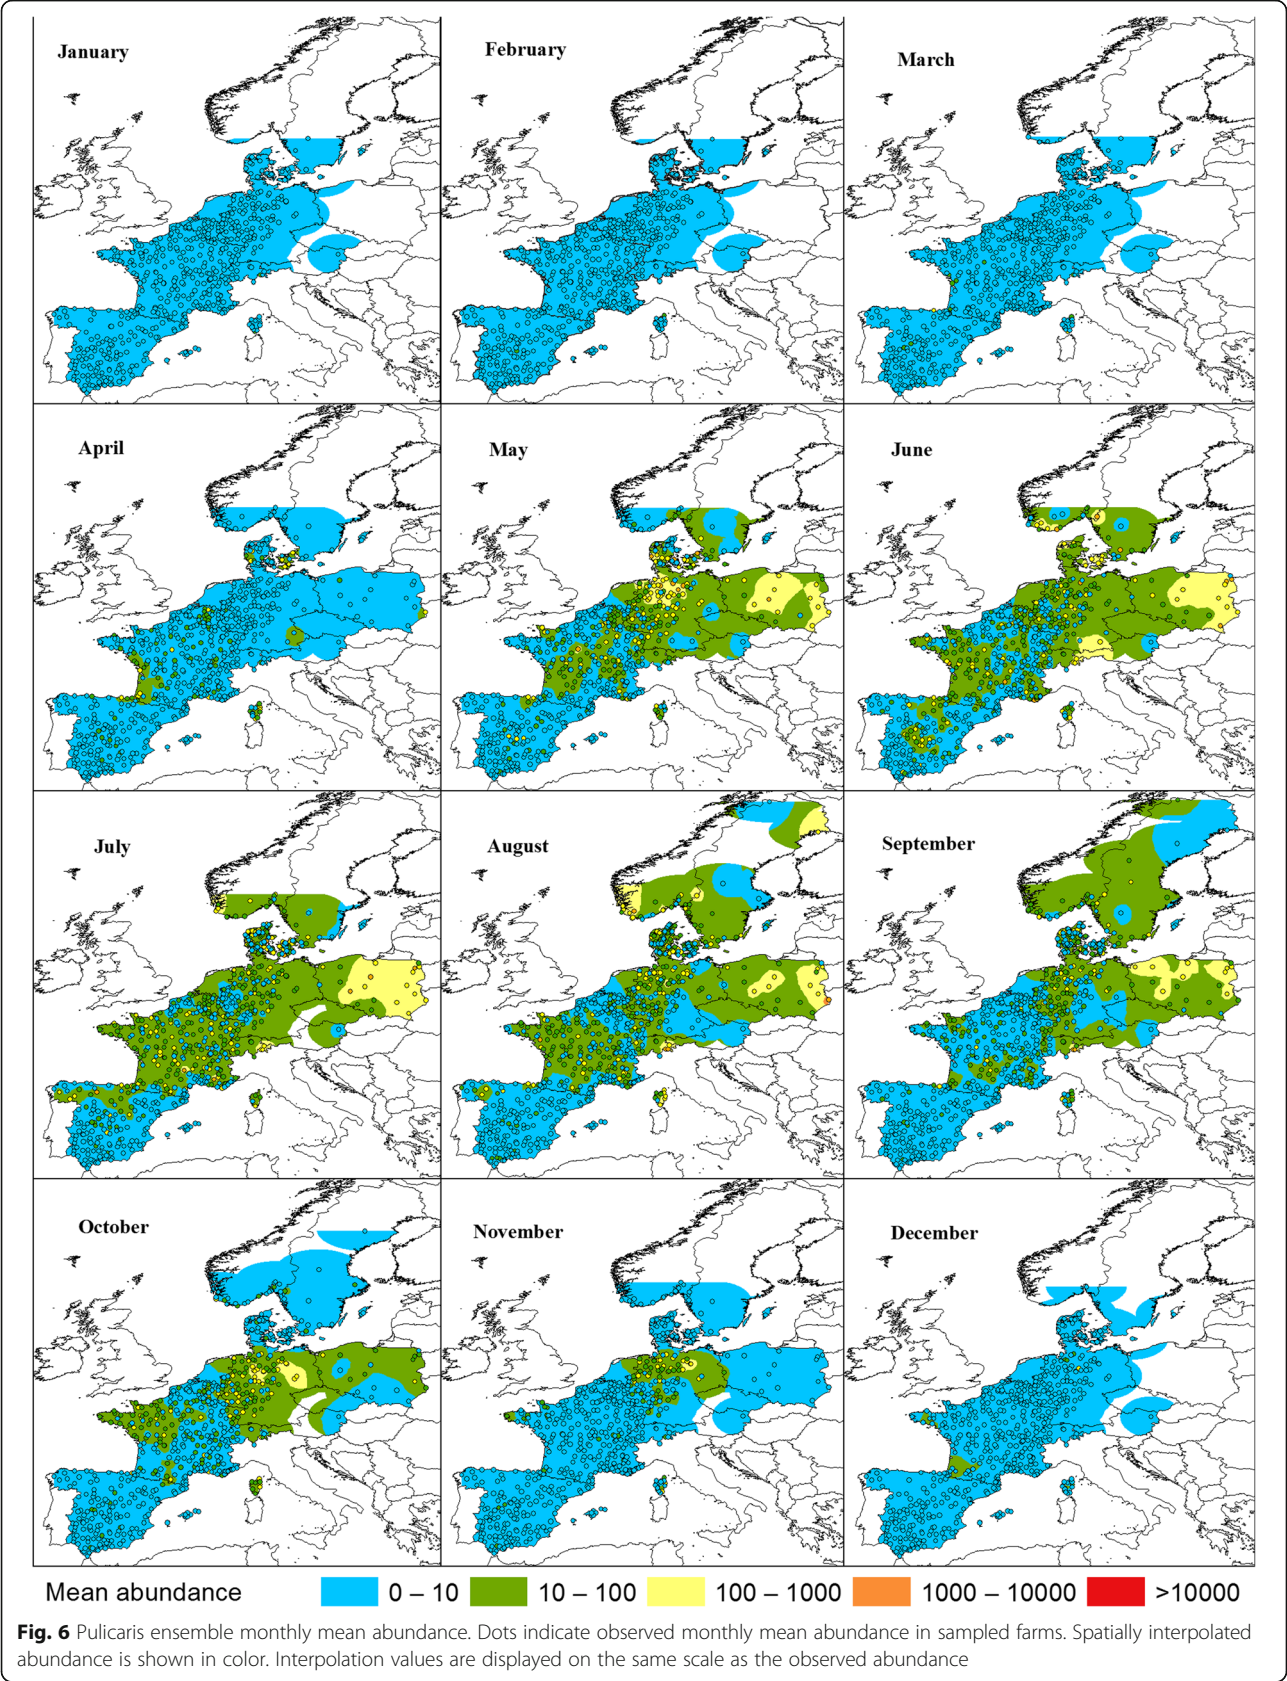 January
February
March
April
May
June
July
August
September
October
November
December
Mean abundance 0 – 10 10 – 100 100 – 1000 1000 – 10000 >10000
Fig. 6 Pulicaris ensemble monthly mean abundance. Dots indicate observed monthly mean abundance in sampled farms. Spatially interpolated
abundance is shown in color. Interpolation values are displayed on the same scale as the observed abundance